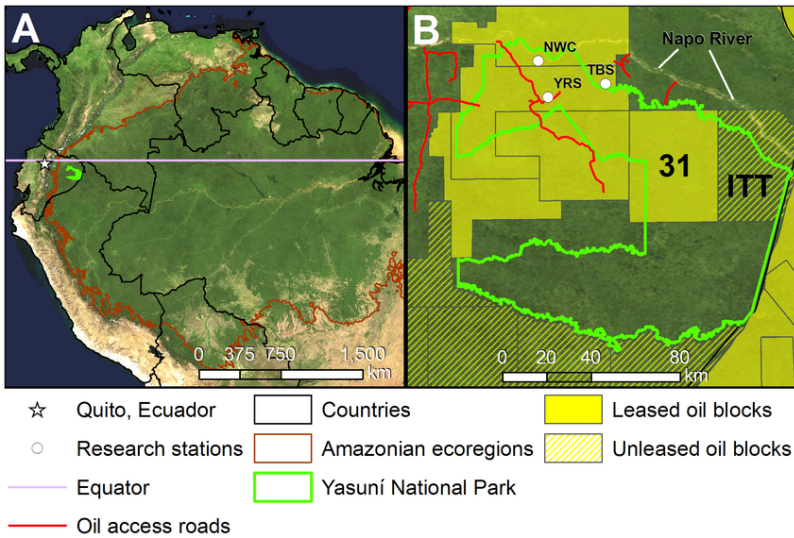 A
B
NWC
TBS
YRS
Napo River
31
ITT
0 375 750 1,500
km
0 20 40 80
km
Quito, Ecuador
Countries
Leased oil blocks
Research stations
Amazonian ecoregions
Unleased oil blocks
Equator
Yasuní National Park
Oil access roads